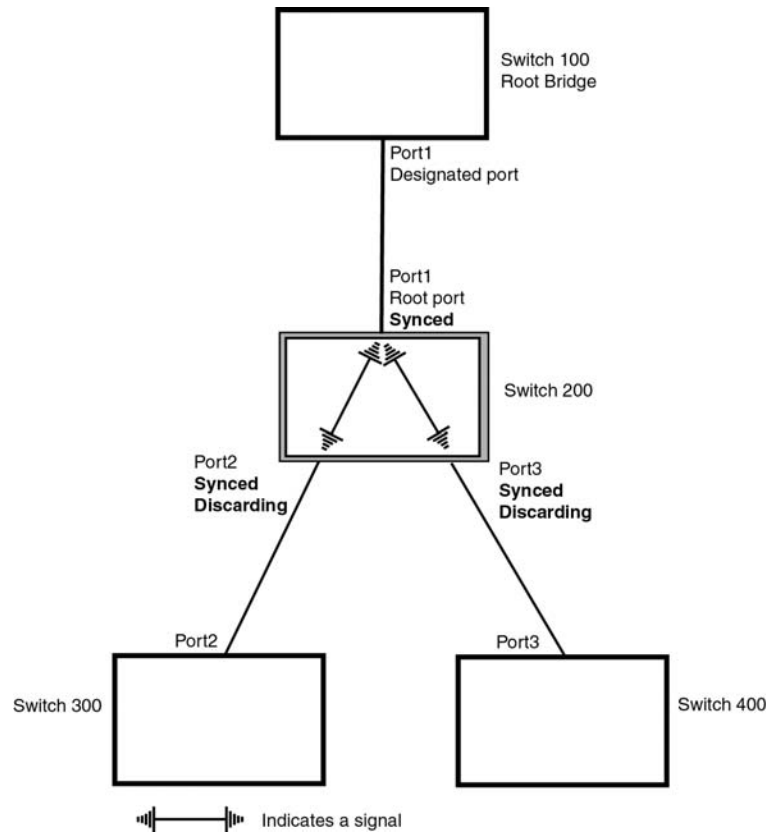 Switch 100
Root Bridge
Port1
Designated port
Port1
Root port
Synced
Switch 200
Port2
Synced
Discarding
Port3
Synced
Discarding
Port2
Port3
Switch 300
Switch 400
Indicates a signal